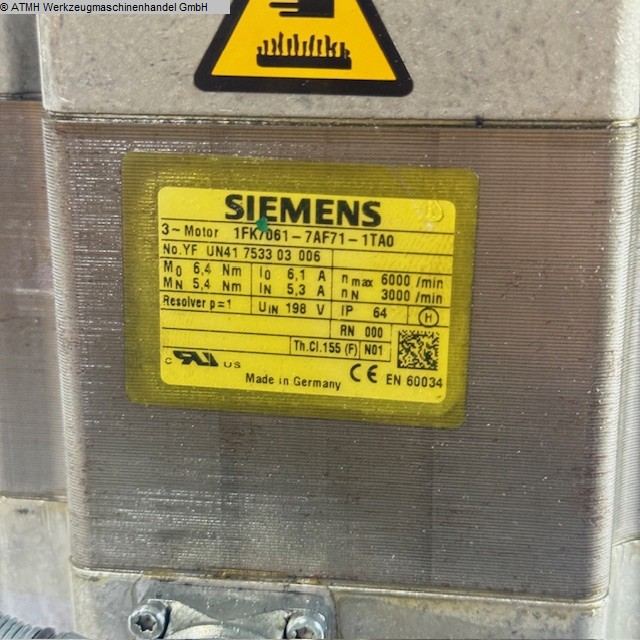 © ATMH Werkzeugmaschinenhandel GmbH
SIEMENS
3~Motor 1FK7061-7AF71-1TA0
No.YF UN41 7533 03 006
M0 6,4 Nm I0 6,1 A n max 6000 /min
MN 5,4 Nm IN 5,3 A n N 3000 /min
Resolver p=1 UIN 198 V IP 64 M
RN 000
Th.Cl.155 (F) N01
c US
Made in Germany CE EN 60034